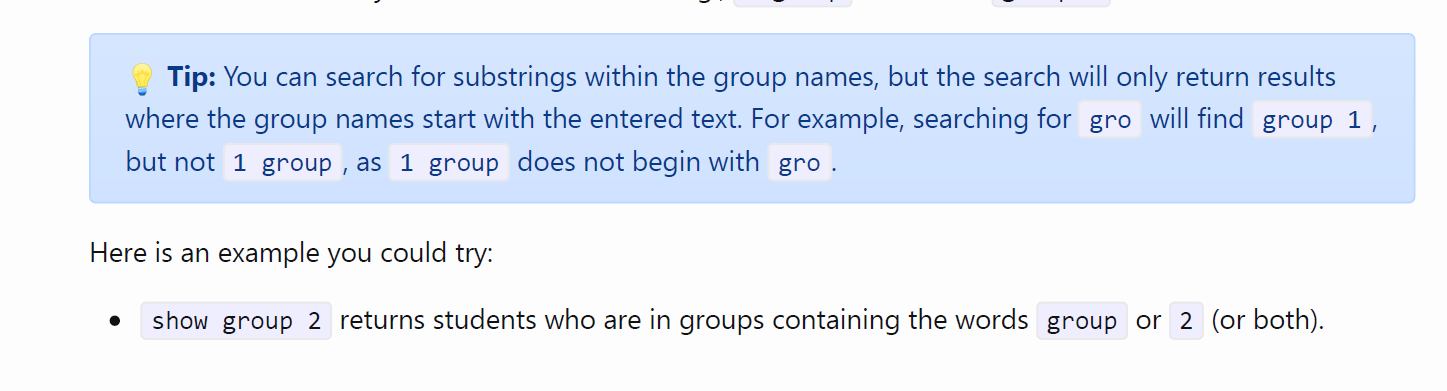 💡 Tip: You can search for substrings within the group names, but the search will only return results
where the group names start with the entered text. For example, searching for gro will find group 1,
but not 1 group, as 1 group does not begin with gro.
Here is an example you could try:
• show group 2 returns students who are in groups containing the words group or 2 (or both).